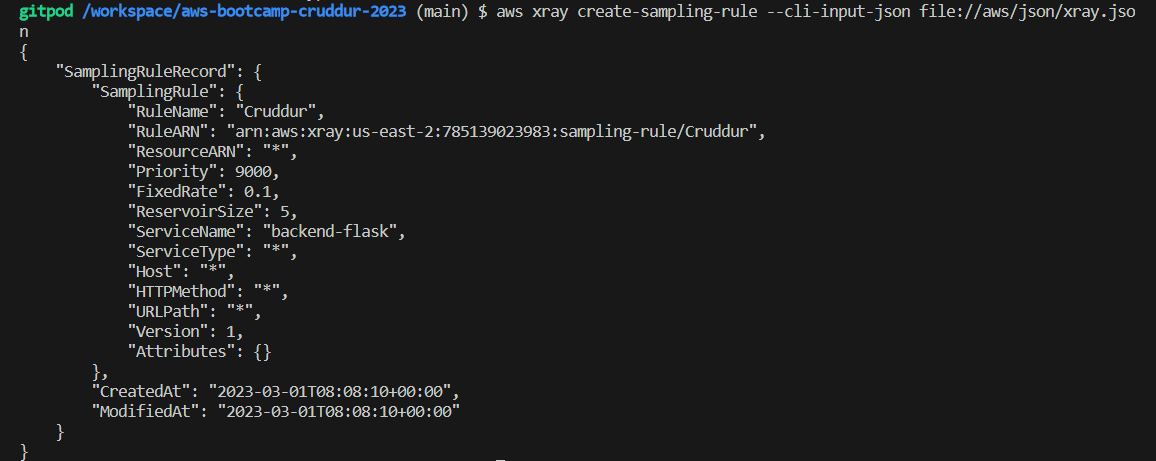 gitpod /workspace/aws-bootcamp-cruddur-2023 (main) $ aws xray create-sampling-rule --cli-input-json file://aws/json/xray.jso
n
{
    "SamplingRuleRecord": {
        "SamplingRule": {
            "RuleName": "Cruddur",
            "RuleARN": "arn:aws:xray:us-east-2:785139023983:sampling-rule/Cruddur",
            "ResourceARN": "*",
            "Priority": 9000,
            "FixedRate": 0.1,
            "ReservoirSize": 5,
            "ServiceName": "backend-flask",
            "ServiceType": "*",
            "Host": "*",
            "HTTPMethod": "*",
            "URLPath": "*",
            "Version": 1,
            "Attributes": {}
        },
        "CreatedAt": "2023-03-01T08:08:10+00:00",
        "ModifiedAt": "2023-03-01T08:08:10+00:00"
    }
}